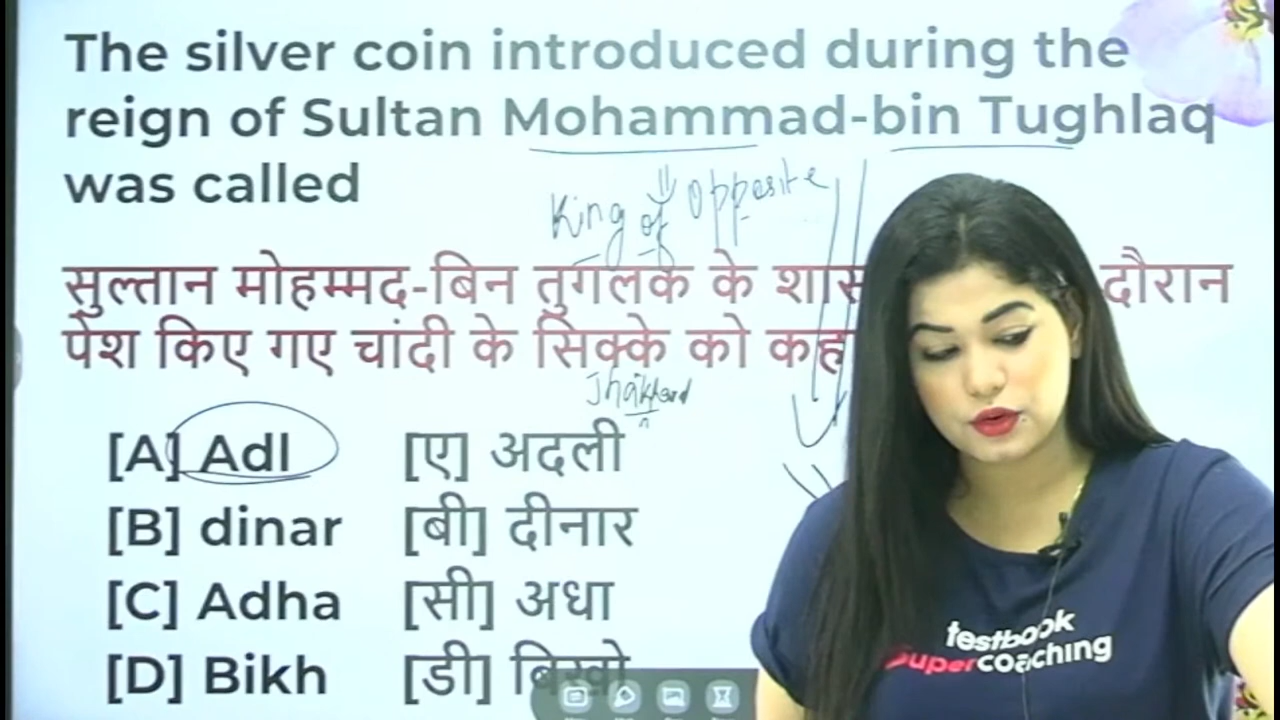 The silver coin introduced during the
reign of Sultan Mohammad-bin Tughlaq
was called
King of Opposite
सुल्तान मोहम्मद-बिन तुगलक के शास दौरान
पेश किए गए चांदी के सिक्के को कह
[A] Adl [ए] अदली
[B] dinar [बी] दीनार
[C] Adha [सी] अधा
[D] Bikh [डी] बिखो
testbook
supercoaching